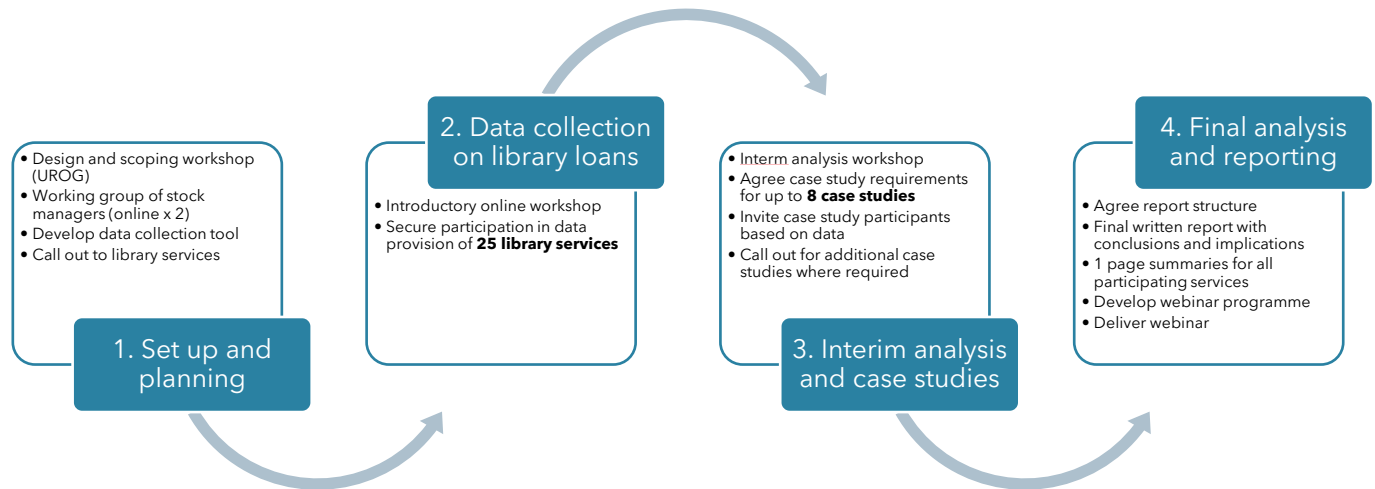 • Design and scoping workshop
(UROG)
• Working group of stock
managers (online x 2)
• Develop data collection tool
• Call out to library services
1. Set up and
planning
2. Data collection
on library loans
• Introductory online workshop
• Secure participation in data
provision of 25 library services
• Interm analysis workshop
• Agree case study requirements
for up to 8 case studies
• Invite case study participants
based on data
• Call out for additional case
studies where required
3. Interim analysis
and case studies
4. Final analysis
and reporting
• Agree report structure
• Final written report with
conclusions and implications
• 1 page summaries for all
participating services
• Develop webinar programme
• Deliver webinar